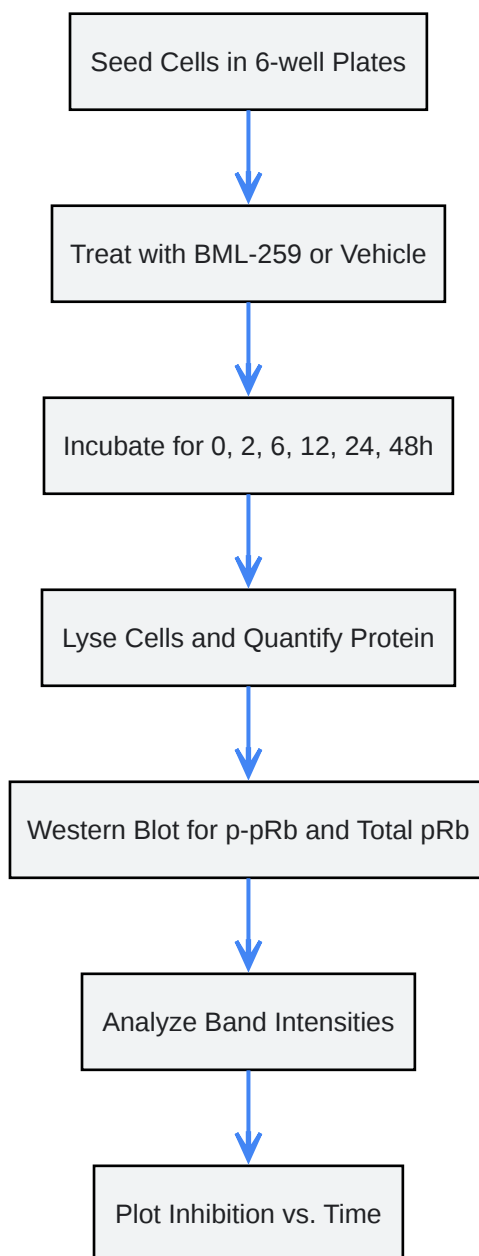 Seed Cells in 6-well Plates
Treat with BML-259 or Vehicle
Incubate for 0, 2, 6, 12, 24, 48h
Lyse Cells and Quantify Protein
Western Blot for p-pRb and Total pRb
Analyze Band Intensities
Plot Inhibition vs. Time